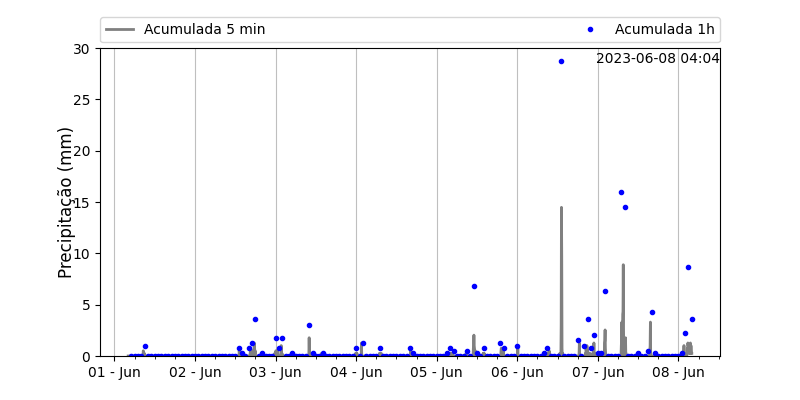 Acumulada 5 min
Acumulada 1h
2023-06-08 04:04
Precipitação (mm)
30
25
20
15
10
5
0
01 - Jun
02 - Jun
03 - Jun
04 - Jun
05 - Jun
06 - Jun
07 - Jun
08 - Jun